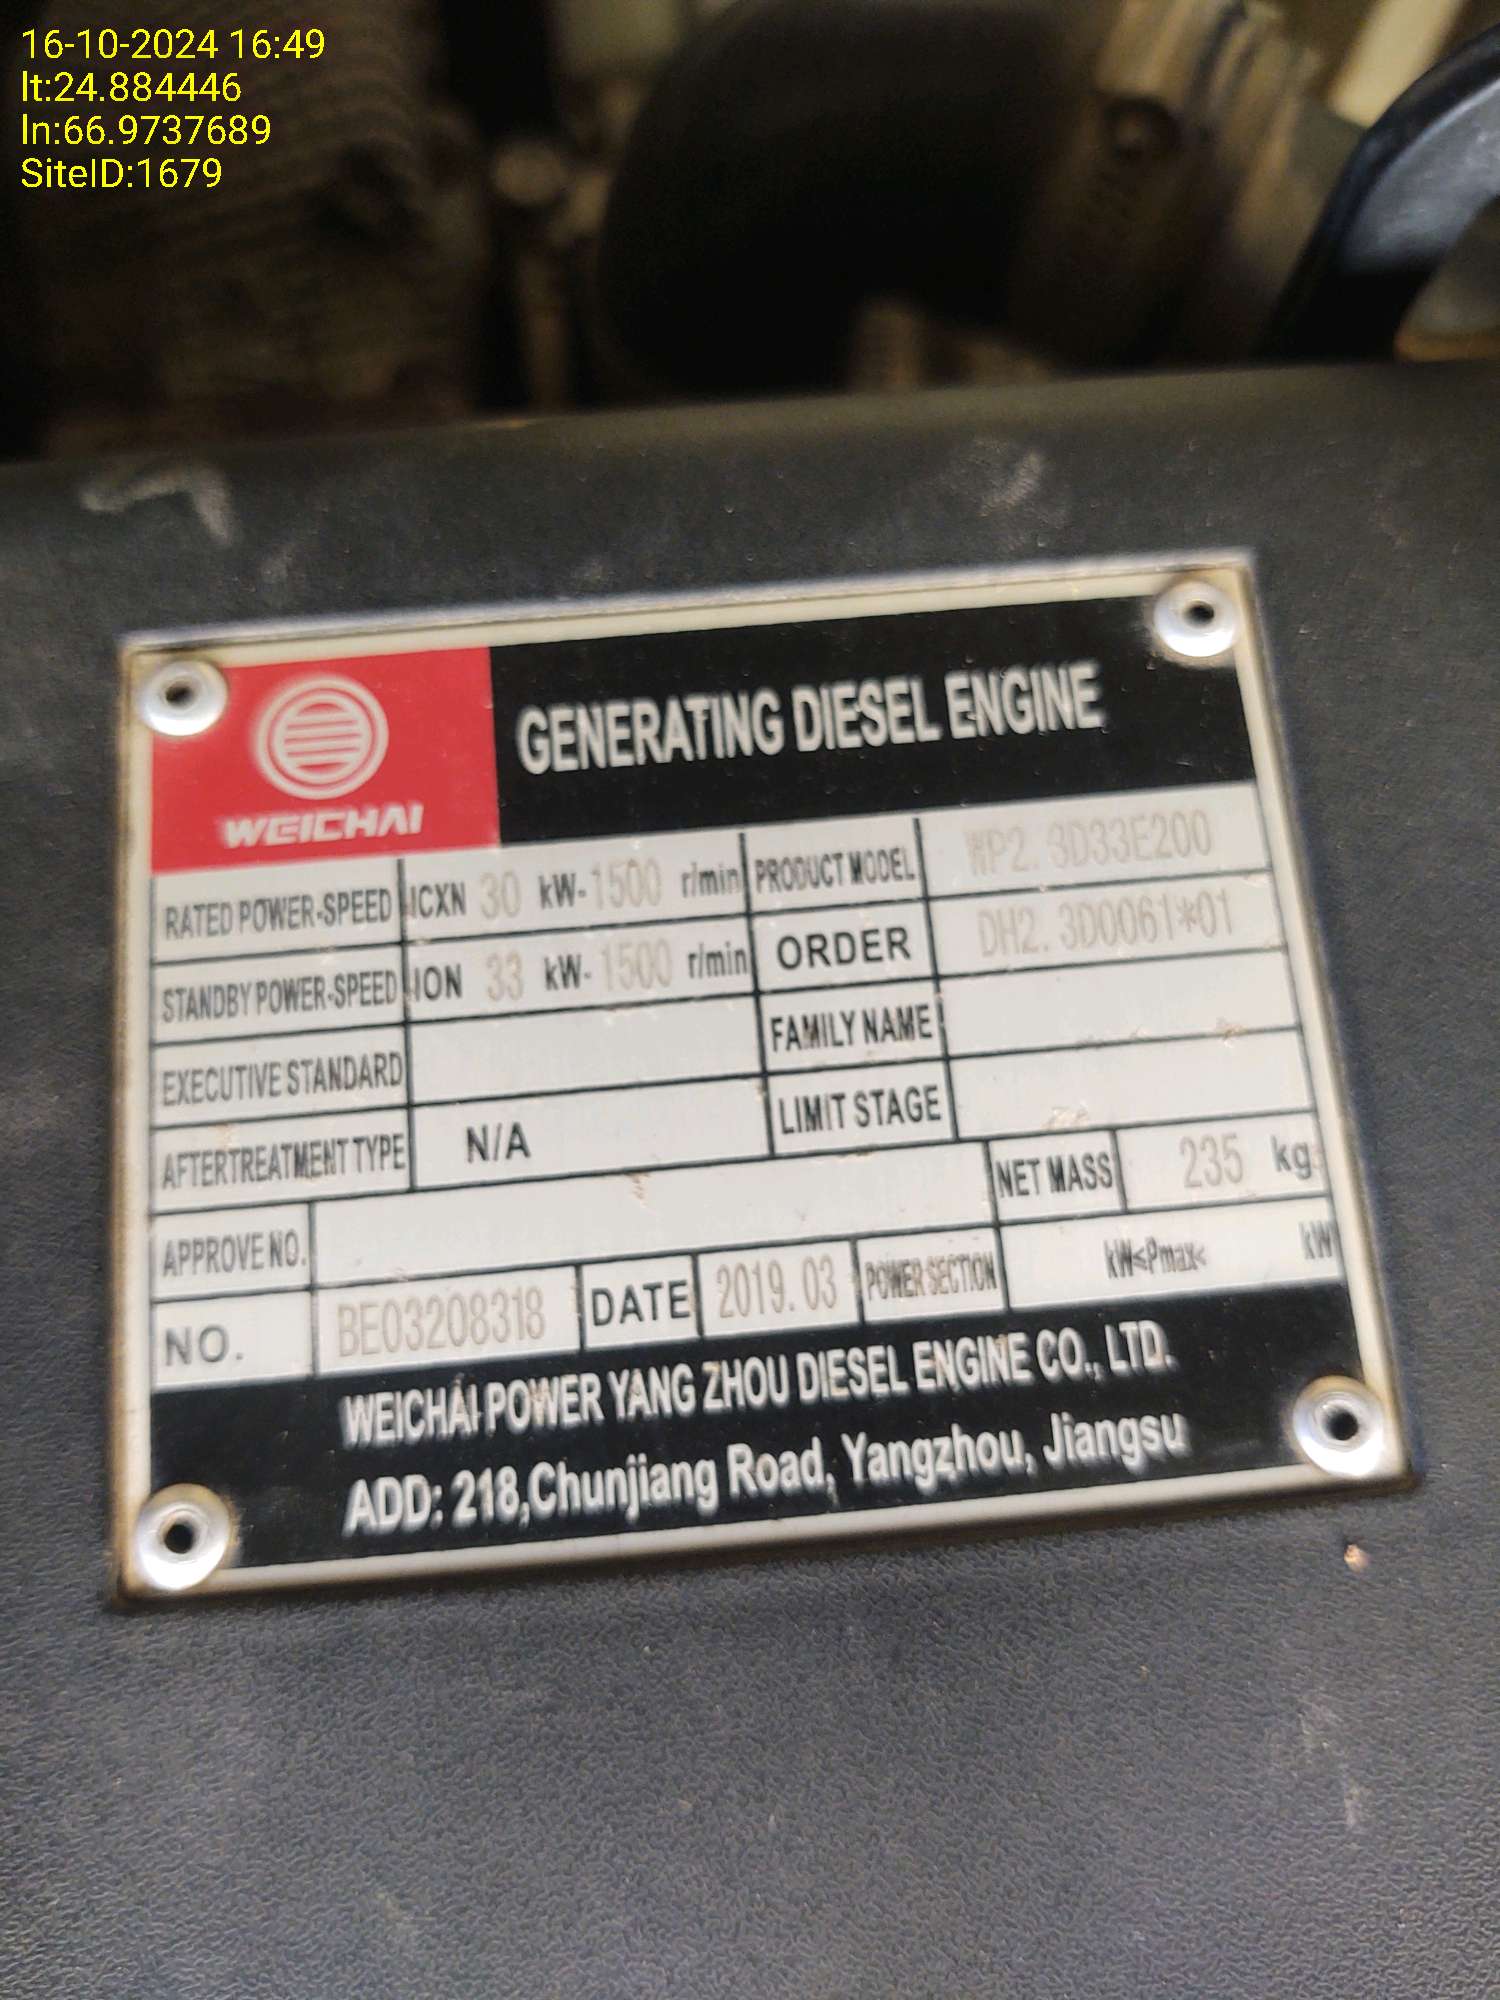 16-10-2024 16:49
lt:24.884446
ln:66.9737689
SiteID:1679
WEICHAI
GENERATING DIESEL ENGINE
RATED POWER-SPEED ICXN 30 kW- 1500 r/min PRODUCT MODEL WP2.3D33E200
STANDBY POWER-SPEED ION 33 kW- 1500 r/min ORDER DH2.3D0061*01
EXECUTIVE STANDARD FAMILY NAME
AFTERTREATMENT TYPE N/A LIMIT STAGE
APPROVE NO. NET MASS 235 kg
NO. BE03208318 DATE 2019.03 POWER SECTION kW≤Pmax< kW
WEICHAI POWER YANG ZHOU DIESEL ENGINE CO., LTD.
ADD: 218,Chunjiang Road, Yangzhou, Jiangsu